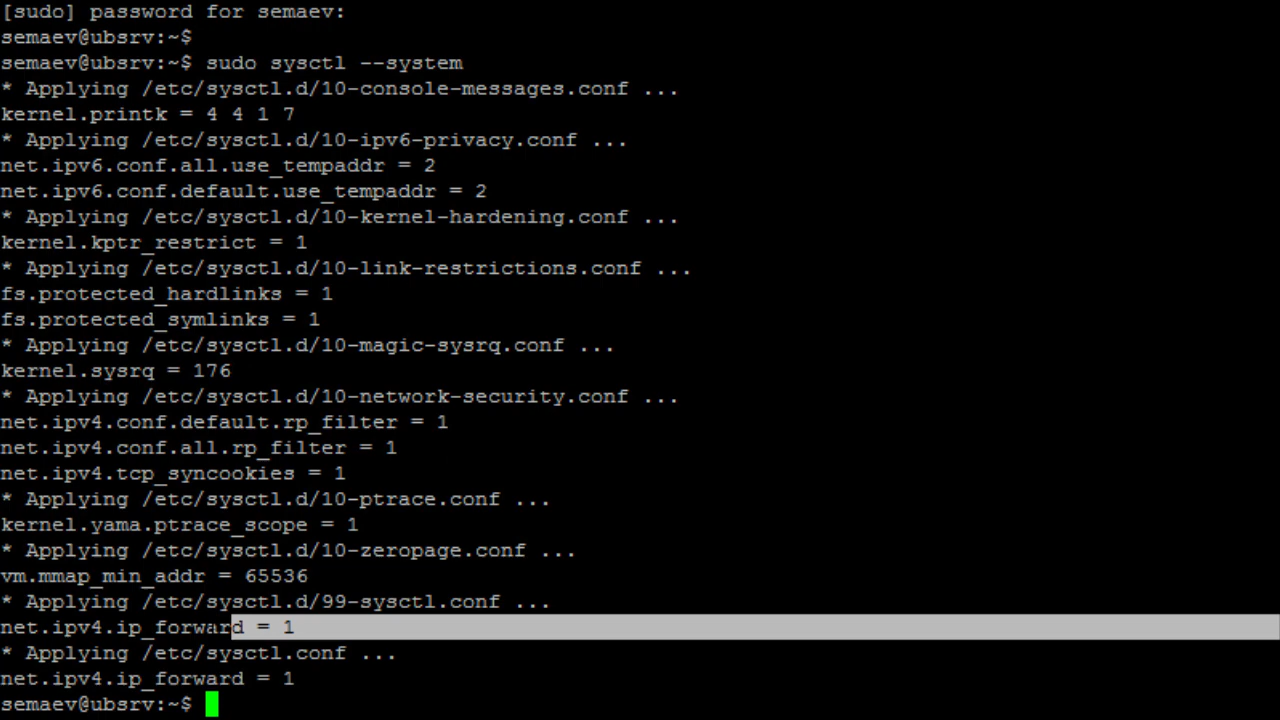 [sudo] password for semaev:
semaev@ubsrv:~$
semaev@ubsrv:~$ sudo sysctl --system
* Applying /etc/sysctl.d/10-console-messages.conf ...
kernel.printk = 4 4 1 7
* Applying /etc/sysctl.d/10-ipv6-privacy.conf ...
net.ipv6.conf.all.use_tempaddr = 2
net.ipv6.conf.default.use_tempaddr = 2
* Applying /etc/sysctl.d/10-kernel-hardening.conf ...
kernel.kptr_restrict = 1
* Applying /etc/sysctl.d/10-link-restrictions.conf ...
fs.protected_hardlinks = 1
fs.protected_symlinks = 1
* Applying /etc/sysctl.d/10-magic-sysrq.conf ...
kernel.sysrq = 176
* Applying /etc/sysctl.d/10-network-security.conf ...
net.ipv4.conf.default.rp_filter = 1
net.ipv4.conf.all.rp_filter = 1
net.ipv4.tcp_syncookies = 1
* Applying /etc/sysctl.d/10-ptrace.conf ...
kernel.yama.ptrace_scope = 1
* Applying /etc/sysctl.d/10-zeropage.conf ...
vm.mmap_min_addr = 65536
* Applying /etc/sysctl.d/99-sysctl.conf ...
net.ipv4.ip_forward = 1
* Applying /etc/sysctl.conf ...
net.ipv4.ip_forward = 1
semaev@ubsrv:~$